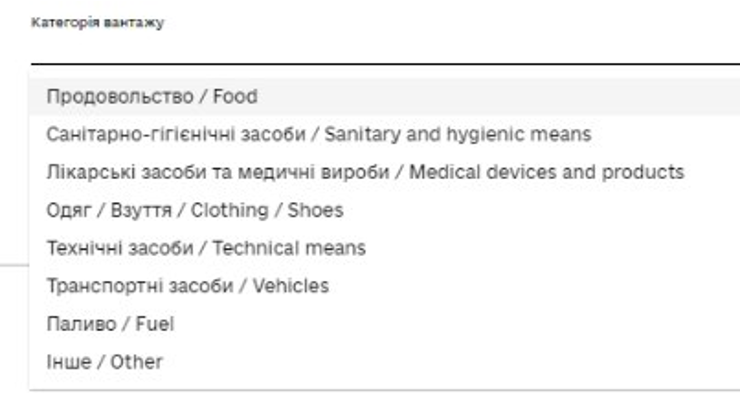 Категорія вантажу
Продовольство / Food
Санітарно-гігієнічні засоби / Sanitary and hygienic means
Лікарські засоби та медичні вироби / Medical devices and products
Одяг / Взуття / Clothing / Shoes
Технічні засоби / Technical means
Транспортні засоби / Vehicles
Паливо / Fuel
Інше / Other